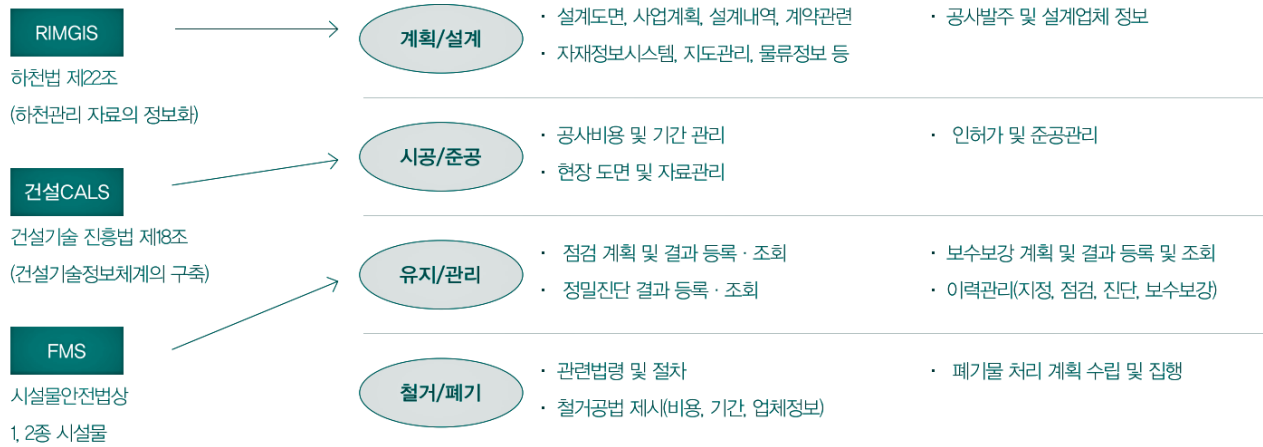 RIMGIS
하천법 제22조
(하천관리 자료의 정보화)
건설CALS
건설기술 진흥법 제18조
(건설기술정보체계의 구축)
FMS
시설물안전법상
1, 2종 시설물
계획/설계
· 설계도면, 사업계획, 설계내역, 계약관련
· 자재정보시스템, 지도관리, 물류정보 등
· 공사발주 및 설계업체 정보
시공/준공
· 공사비용 및 기간 관리
· 현장 도면 및 자료관리
· 인허가 및 준공관리
유지/관리
· 점검 계획 및 결과 등록 · 조회
· 정밀진단 결과 등록 · 조회
· 보수보강 계획 및 결과 등록 및 조회
· 이력관리(지정, 점검, 진단, 보수보강)
철거/폐기
· 관련법령 및 절차
· 철거공법 제시(비용, 기간, 업체정보)
· 폐기물 처리 계획 수립 및 집행